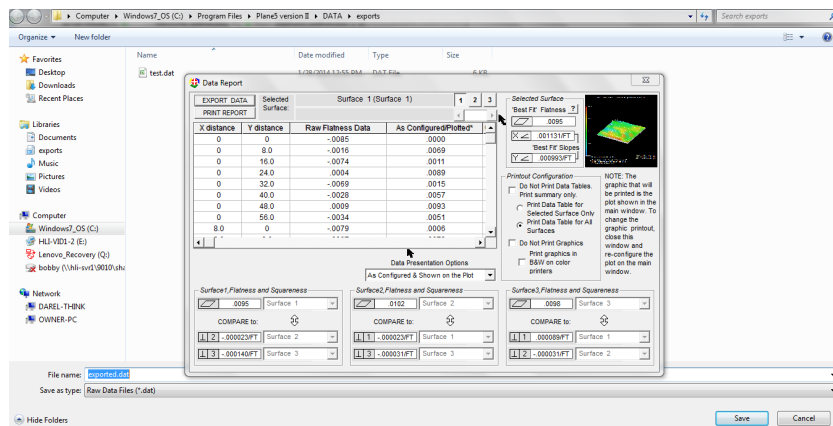 Computer ▸ Windows7_OS (C:) ▸ Program Files ▸ Plane5 version II ▸ DATA ▸ exports
Search exports
Organize ▾ New folder
Favorites
Desktop
Downloads
Recent Places
Libraries
Documents
exports
Music
Pictures
Videos
Computer
Windows7_OS (C:)
HLI-VID1-2 (E:)
Lenovo_Recovery (Q:)
bobby (\\hli-svr1\9010\sha
Network
DAREL-THINK
OWNER-PC
Name Date modified Type Size
test.dat 1/28/2014 12:55 PM DAT File 6 KB
Data Report
EXPORT DATA
PRINT REPORT
Selected Surface:
Surface 1 (Surface 1)
1 2 3
X distance Y distance Raw Flatness Data As Configured/Plotted*
0 0 -.0085 .0000
0 8.0 -.0016 .0069
0 16.0 -.0074 .0011
0 24.0 .0004 .0089
0 32.0 -.0069 .0015
0 40.0 -.0028 .0057
0 48.0 .0009 .0093
0 56.0 -.0034 .0051
8.0 0 -.0079 .0006
Data Presentation Options
As Configured & Shown on the Plot
Selected Surface
'Best Fit' Flatness ?
.0095
X .001131/FT
'Best Fit' Slopes
Y .000993/FT
Printout Configuration
Do Not Print Data Tables.
Print summary only.
Print Data Table for
Selected Surface Only
Print Data Table for All
Surfaces
Do Not Print Graphics
Print graphics in
B&W on color
printers
NOTE: The
graphic that will
be printed is the
plot shown in the
main window. To
change the
graphic printout,
close this
window and
re-configure the
plot on the main
window.
Surface1,Flatness and Squareness
.0095 Surface 1
COMPARE to:
2 -.000023/FT Surface 2
3 -.000140/FT Surface 3
Surface2,Flatness and Squareness
.0102 Surface 2
COMPARE to:
1 -.000023/FT Surface 1
3 -.000031/FT Surface 3
Surface3,Flatness and Squareness
.0098 Surface 3
COMPARE to:
1 .000089/FT Surface 1
2 -.000031/FT Surface 2
File name: exported.dat
Save as type: Raw Data Files (*.dat)
Hide Folders
Save Cancel